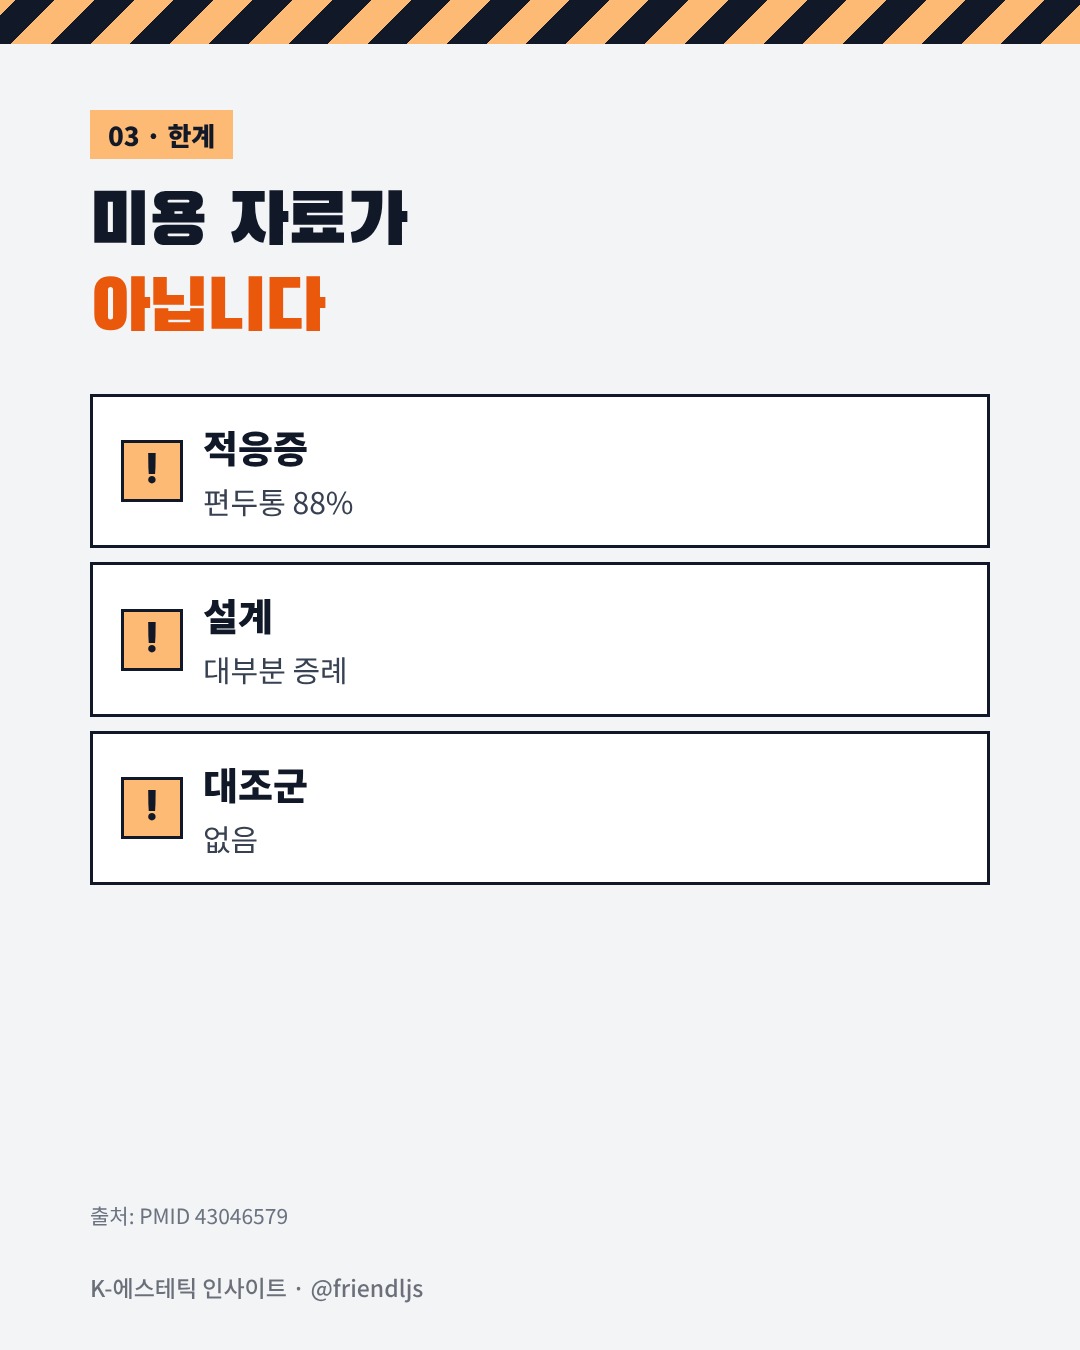 03 · 한계
미용 자료가
아닙니다
!
적응증
편두통 88%
!
설계
대부분 증례
!
대조군
없음
출처: PMID 43046579
K-에스테틱 인사이트 · @friendljs